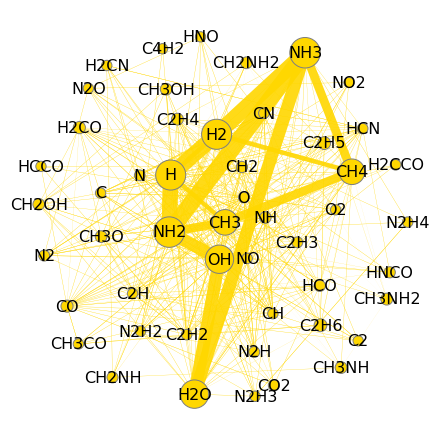 HNO
C4H2
NH3
H2CN
CH2NH2
NO2
N2O
CH3OH
CN
C2H4
H2CO
H2
HCN
C2H5
HCCO
CH2
H2CCO
N
H
CH4
C
O
CH2OH
O2
CH3
NH
N2H4
NH2
CH3O
C2H3
N2
OH
NO
HNCO
HCO
C2H
CH3NH2
CO
CH
N2H2
C2H2
C2H6
C2
CH3CO
N2H
CH3NH
CH2NH
CO2
H2O
N2H3